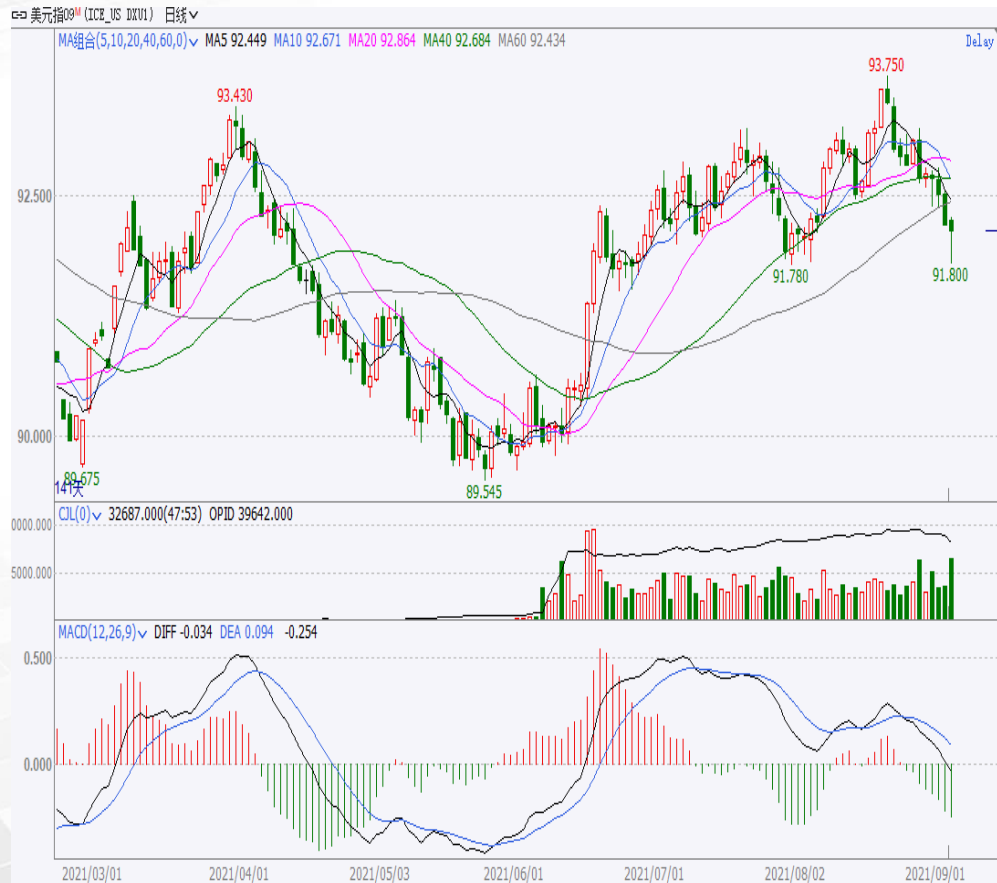 美元指09M (ICE_US DXU1) 日线
MA组合(5,10,20,40,60,0) MA5 92.449 MA10 92.671 MA20 92.864 MA40 92.684 MA60 92.434
Delay
93.750
93.430
92.500
91.780
91.800
90.000
89.675
141天
89.545
CJL(0) 32687.000(47:53) OPID 39642.000
0000.000
5000.000
MACD(12,26,9) DIFF -0.034 DEA 0.094 -0.254
0.500
0.000
2021/03/01 2021/04/01 2021/05/03 2021/06/01 2021/07/01 2021/08/02 2021/09/01